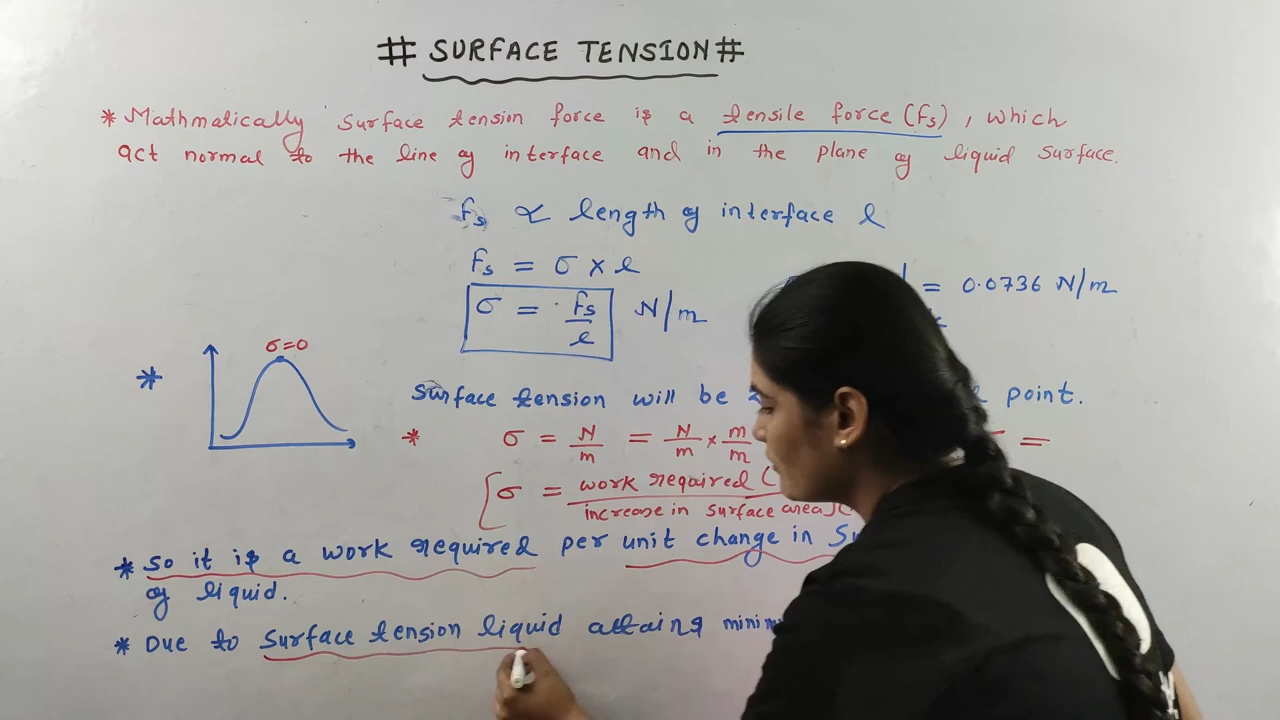 # SURFACE TENSION #
* Mathmatically surface tension force is a tensile force (Fs), which
act normal to the line of interface and in the plane of liquid surface.
Fs ∝ length of interface l
Fs = σ × l
= 0.0736 N/m
σ = Fs/l N/m
σ=0
* Surface tension will be point.
* σ = N/m = N/m × m/m =
σ = work required ( / increase in surface area
* So it is a work required per unit change in
of liquid.
* Due to surface tension liquid attains